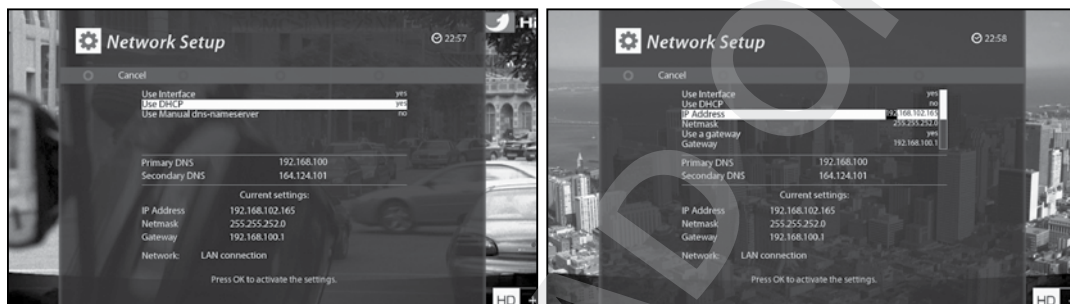 Network Setup
22:57
Hi
Cancel
Use Interface yes
Use DHCP yes
Use Manual dns-nameserver no
Primary DNS 192.168.100
Secondary DNS 164.124.101
Current settings:
IP Address 192.168.102.165
Netmask 255.255.252.0
Gateway 192.168.100.1
Network: LAN connection
Press OK to activate the settings.
HD +
Network Setup
22:58
Cancel
Use Interface yes
Use DHCP no
IP Address 192.168.102.165
Netmask 255.255.252.0
Use a gateway yes
Gateway 192.168.100.1
Primary DNS 192.168.100
Secondary DNS 164.124.101
Current settings:
IP Address 192.168.102.165
Netmask 255.255.252.0
Gateway 192.168.100.1
Network: LAN connection
Press OK to activate the settings.
HD +